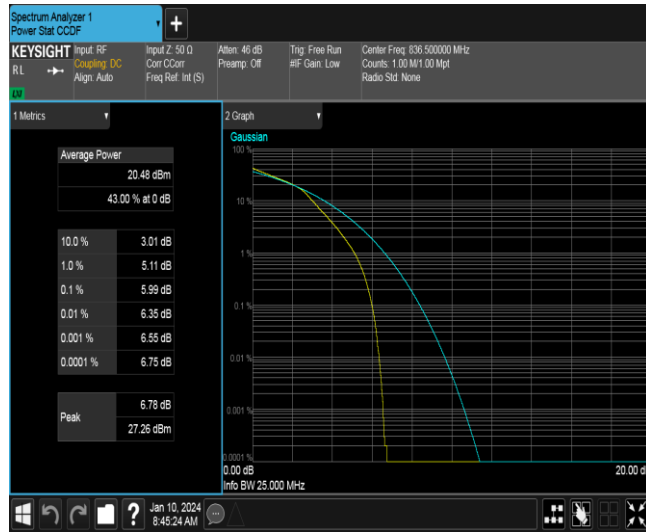 Spectrum Analyzer 1
Power Stat CCDF
+
KEYSIGHT
RL
LXI
Input: RF
Coupling: DC
Align: Auto
Input Z: 50 Ω
Corr CCorr
Freq Ref: Int (S)
Atten: 46 dB
Preamp: Off
Trig: Free Run
#IF Gain: Low
Center Freq: 836.500000 MHz
Counts: 1.00 M/1.00 Mpt
Radio Std: None
1 Metrics
Average Power
20.48 dBm
43.00 % at 0 dB
10.0 % 3.01 dB
1.0 % 5.11 dB
0.1 % 5.99 dB
0.01 % 6.35 dB
0.001 % 6.55 dB
0.0001 % 6.75 dB
Peak
6.78 dB
27.26 dBm
2 Graph
Gaussian
100 %
10 %
1 %
0.1 %
0.01 %
0.001 %
0.0001 %
0.00 dB
20.00 d
Info BW 25.000 MHz
?
Jan 10, 2024
8:45:24 AM